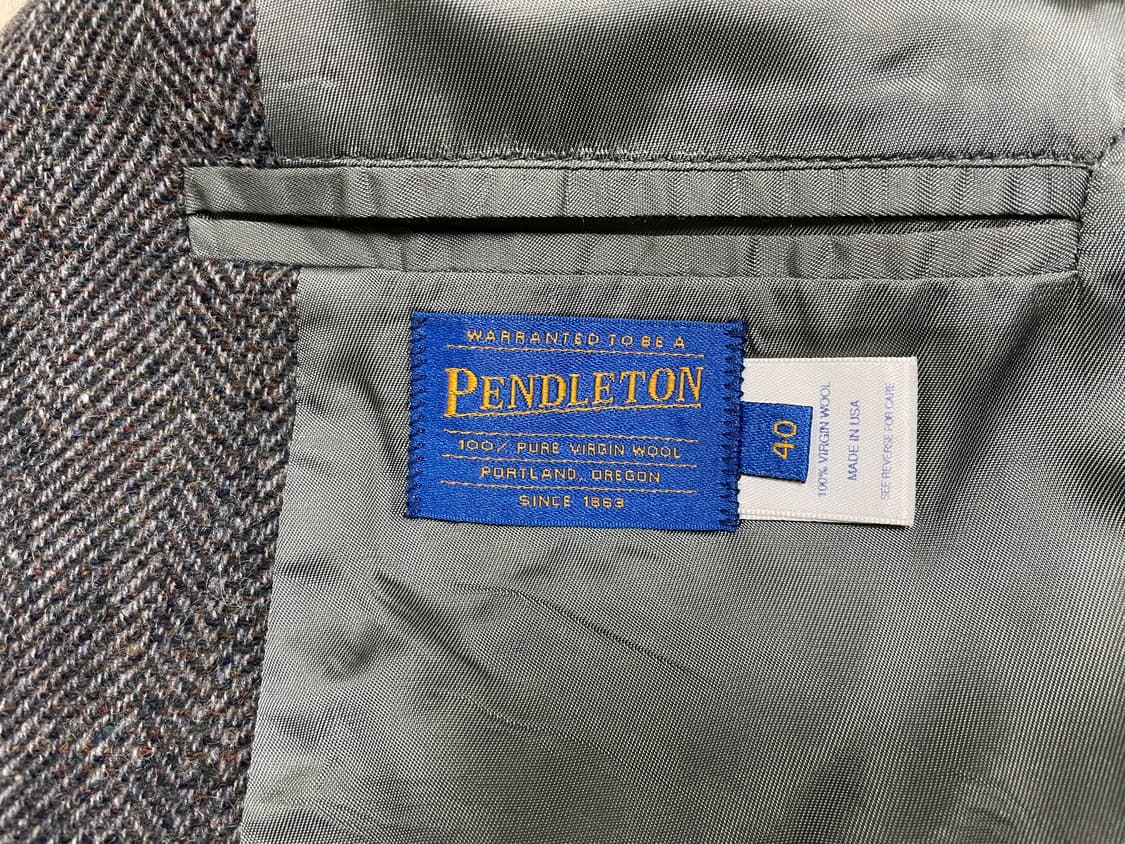 WARRANTED TO BE A
PENDLETON
100% PURE VIRGIN WOOL
PORTLAND, OREGON
SINCE 1863
40
100% VIRGIN WOOL
MADE IN USA
SEE REVERSE FOR CARE